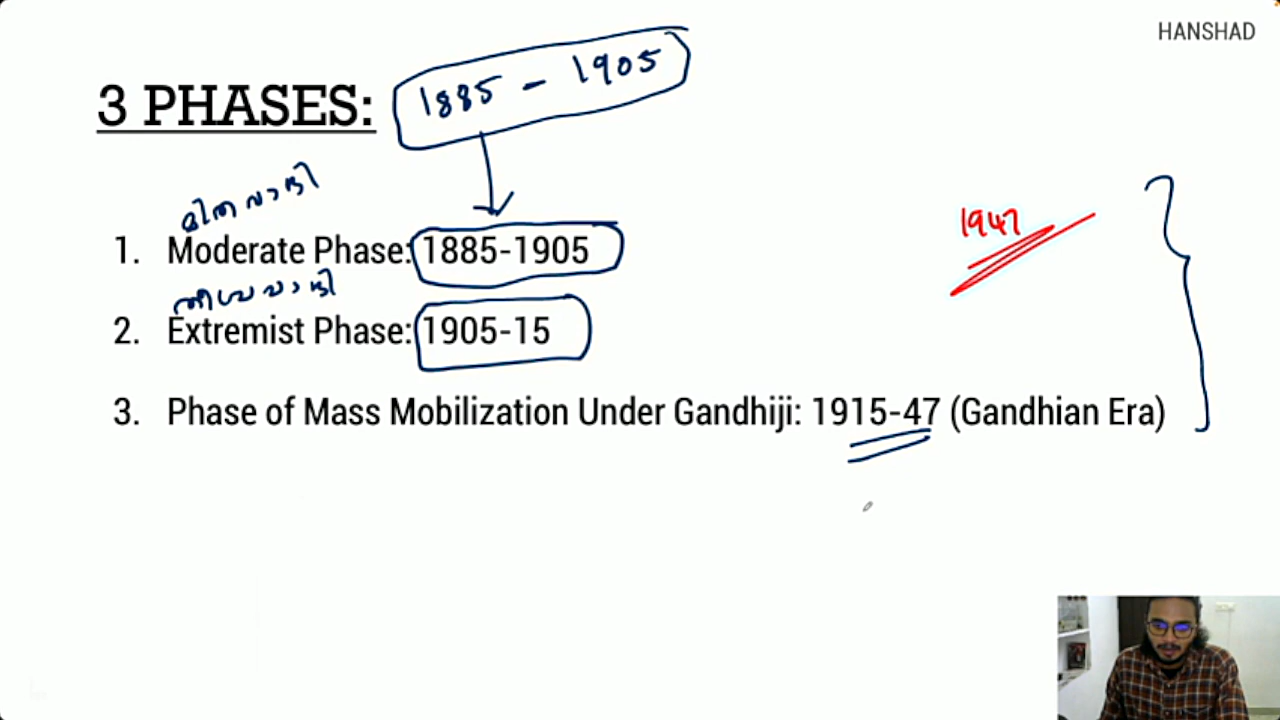 HANSHAD
3 PHASES: 1885 - 1905
മിതവാദി
1. Moderate Phase: 1885-1905
1947
തീവ്രവാദി
2. Extremist Phase: 1905-15
3. Phase of Mass Mobilization Under Gandhiji: 1915-47 (Gandhian Era)